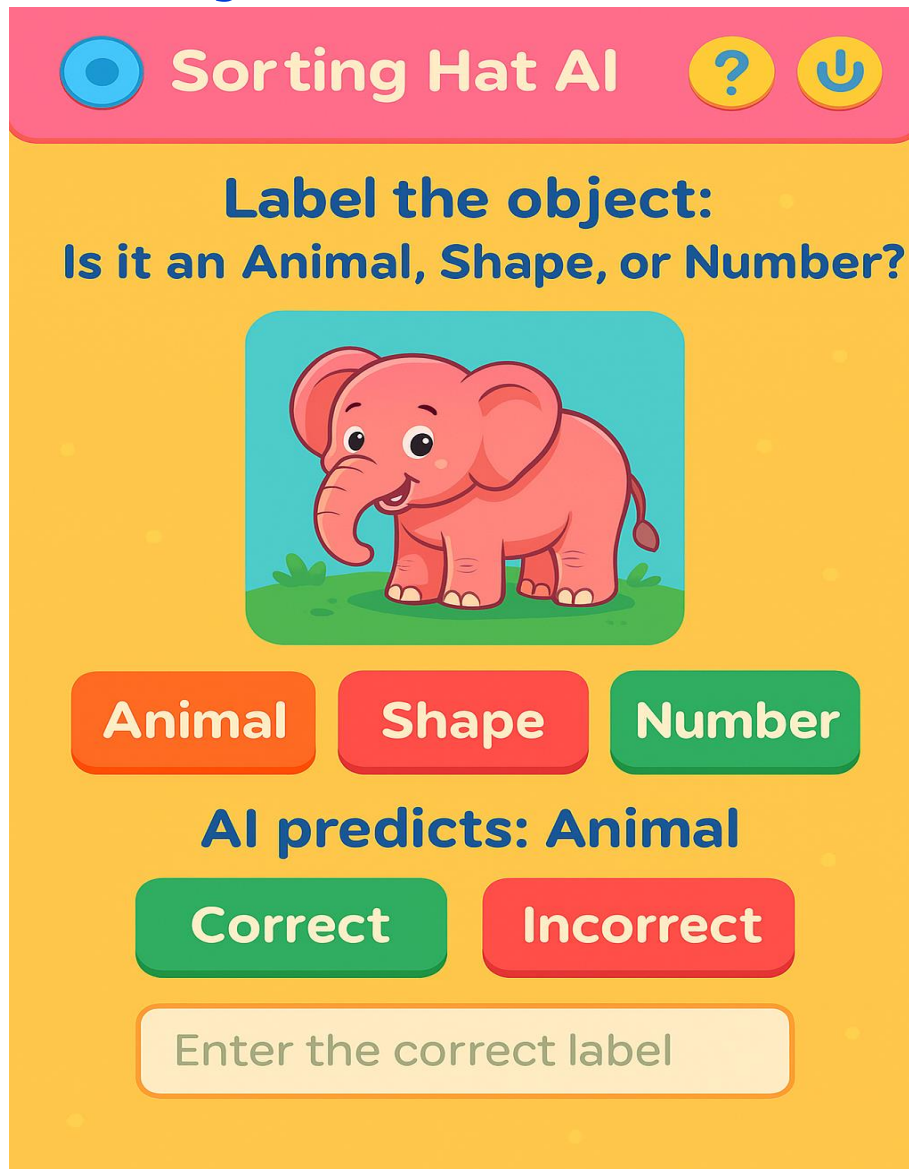 Sorting Hat AI ?
Label the object:
Is it an Animal, Shape, or Number?
Animal Shape Number
AI predicts: Animal
Correct Incorrect
Enter the correct label